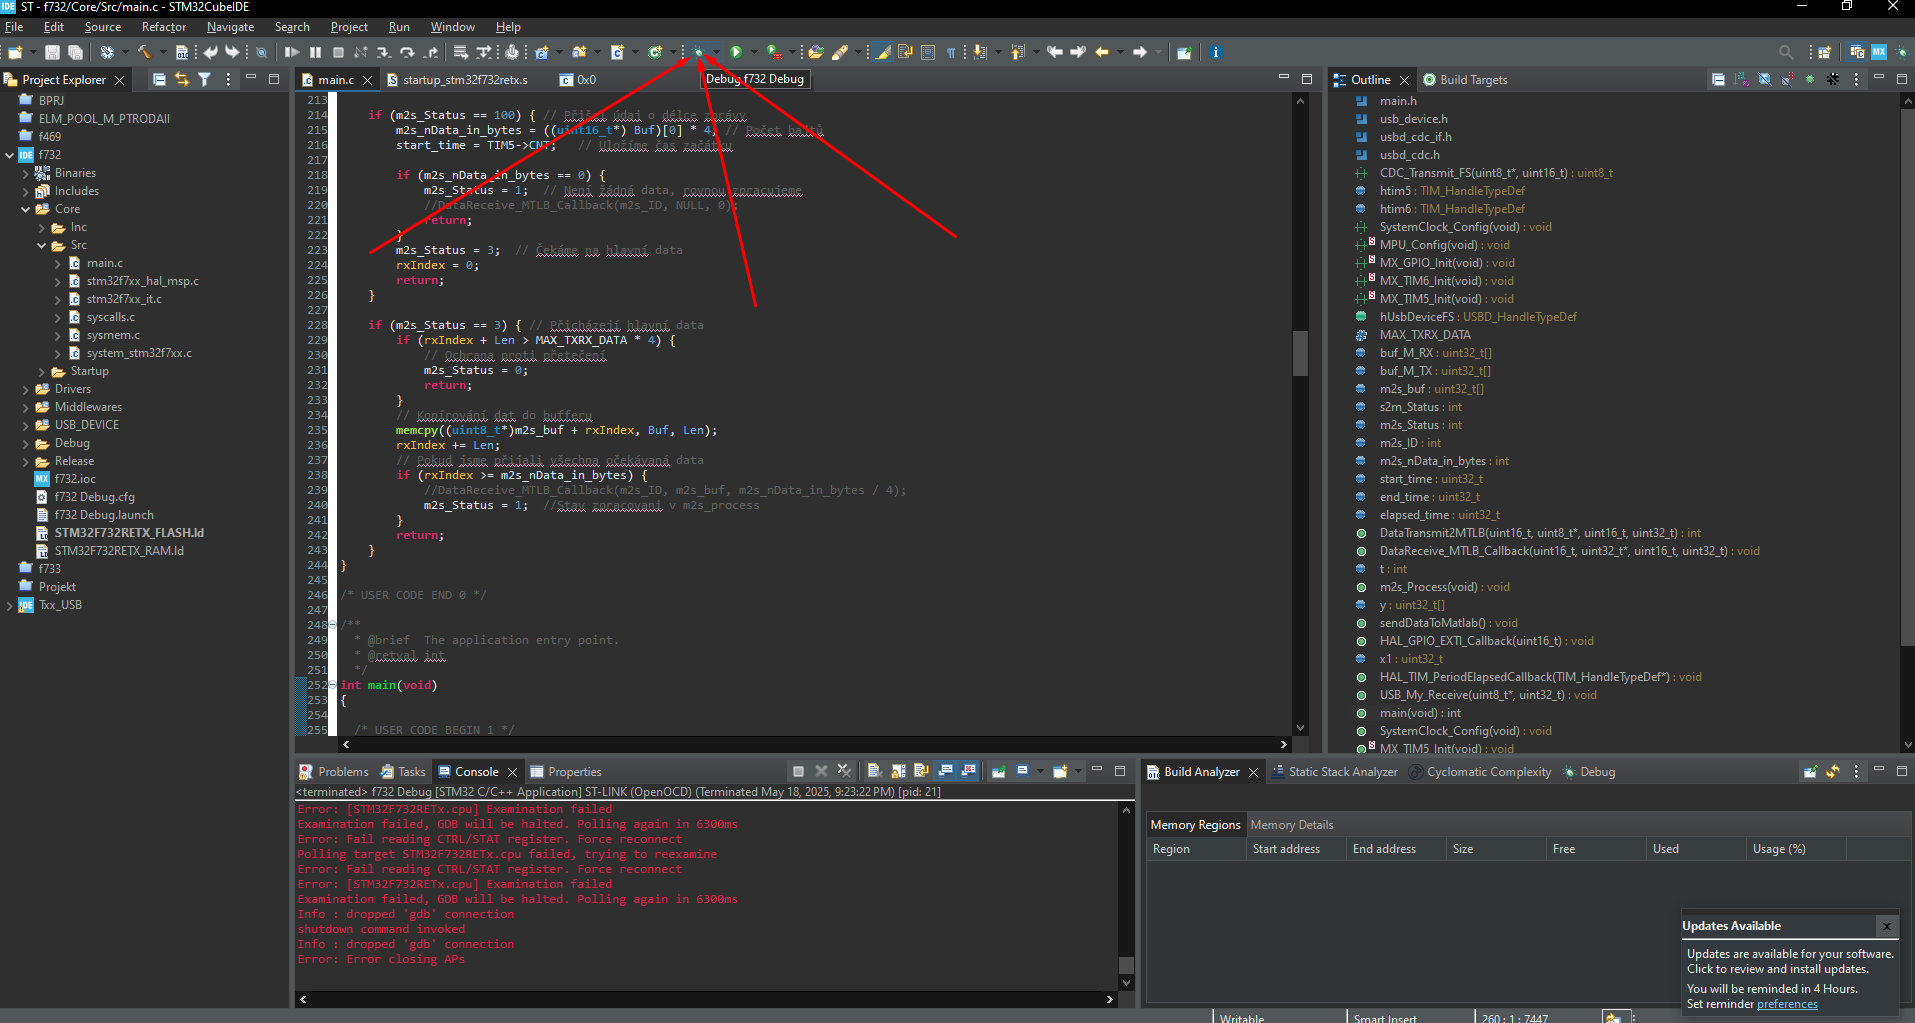 ST - f732/Core/Src/main.c - STM32CubeIDE
File Edit Source Refactor Navigate Search Project Run Window Help
Project Explorer
BPRJ
ELM_POOL_M_PTRODAII
f469
f732
Binaries
Includes
Core
Inc
Src
main.c
stm32f7xx_hal_msp.c
stm32f7xx_it.c
syscalls.c
sysmem.c
system_stm32f7xx.c
Startup
Drivers
Middlewares
USB_DEVICE
Debug
Release
f732.ioc
f732 Debug.cfg
f732 Debug.launch
STM32F732RETX_FLASH.ld
STM32F732RETX_RAM.ld
f733
Projekt
Txx_USB
main.c startup_stm32f732retx.s 0x0
Debug f732 Debug
213
214 if (m2s_Status == 100) { // Přišel údaj o délce zprávy
215 m2s_nData_in_bytes = ((uint16_t*) Buf)[0] * 4; // Počet bajtů
216 start_time = TIM5->CNT; // Uložíme čas začátku
217
218 if (m2s_nData_in_bytes == 0) {
219 m2s_Status = 1; // Není žádná data, rovnou zpracujeme
220 //DataReceive_MTLB_Callback(m2s_ID, NULL, 0);
221 return;
222 }
223 m2s_Status = 3; // Čekáme na hlavní data
224 rxIndex = 0;
225 return;
226 }
227
228 if (m2s_Status == 3) { // Přicházejí hlavní data
229 if (rxIndex + Len > MAX_TXRX_DATA * 4) {
230 // Ochrana proti přetečení
231 m2s_Status = 0;
232 return;
233 }
234 // Kopírování dat do bufferu
235 memcpy((uint8_t*)m2s_buf + rxIndex, Buf, Len);
236 rxIndex += Len;
237 // Pokud jsme přijali všechna očekávaná data
238 if (rxIndex >= m2s_nData_in_bytes) {
239 //DataReceive_MTLB_Callback(m2s_ID, m2s_buf, m2s_nData_in_bytes / 4);
240 m2s_Status = 1; //Stav zpracovani v m2s_process
241 }
242 return;
243 }
244 }
245
246 /* USER CODE END 0 */
247
248 /**
249 * @brief The application entry point.
250 * @retval int
251 */
252 int main(void)
253 {
254
255 /* USER CODE BEGIN 1 */
Outline Build Targets
main.h
usb_device.h
usbd_cdc_if.h
usbd_cdc.h
CDC_Transmit_FS(uint8_t*, uint16_t) : uint8_t
htim5 : TIM_HandleTypeDef
htim6 : TIM_HandleTypeDef
SystemClock_Config(void) : void
MPU_Config(void) : void
MX_GPIO_Init(void) : void
MX_TIM6_Init(void) : void
MX_TIM5_Init(void) : void
hUsbDeviceFS : USBD_HandleTypeDef
MAX_TXRX_DATA
buf_M_RX : uint32_t[]
buf_M_TX : uint32_t[]
m2s_buf : uint32_t[]
s2m_Status : int
m2s_Status : int
m2s_ID : int
m2s_nData_in_bytes : int
start_time : uint32_t
end_time : uint32_t
elapsed_time : uint32_t
DataTransmit2MTLB(uint16_t, uint8_t*, uint16_t, uint32_t) : int
DataReceive_MTLB_Callback(uint16_t, uint32_t*, uint16_t, uint32_t) : void
t : int
m2s_Process(void) : void
y : uint32_t[]
sendDataToMatlab() : void
HAL_GPIO_EXTI_Callback(uint16_t) : void
x1 : uint32_t
HAL_TIM_PeriodElapsedCallback(TIM_HandleTypeDef*) : void
USB_My_Receive(uint8_t*, uint32_t) : void
main(void) : int
SystemClock_Config(void) : void
MX_TIM5_Init(void) : void
Problems Tasks Console Properties
<terminated> f732 Debug [STM32 C/C++ Application] ST-LINK (OpenOCD) (Terminated May 18, 2025, 9:23:22 PM) [pid: 21]
Error: [STM32F732RETx.cpu] Examination failed
Examination failed, GDB will be halted. Polling again in 6300ms
Error: Fail reading CTRL/STAT register. Force reconnect
Polling target STM32F732RETx.cpu failed, trying to reexamine
Error: Fail reading CTRL/STAT register. Force reconnect
Error: [STM32F732RETx.cpu] Examination failed
Examination failed, GDB will be halted. Polling again in 6300ms
Info : dropped 'gdb' connection
shutdown command invoked
Info : dropped 'gdb' connection
Error: Error closing APs
Build Analyzer Static Stack Analyzer Cyclomatic Complexity Debug
Memory Regions Memory Details
Region Start address End address Size Free Used Usage (%)
Updates Available
Updates are available for your software.
Click to review and install updates.
You will be reminded in 4 Hours.
Set reminder preferences
Writable Smart Insert 260 : 1 : 7447